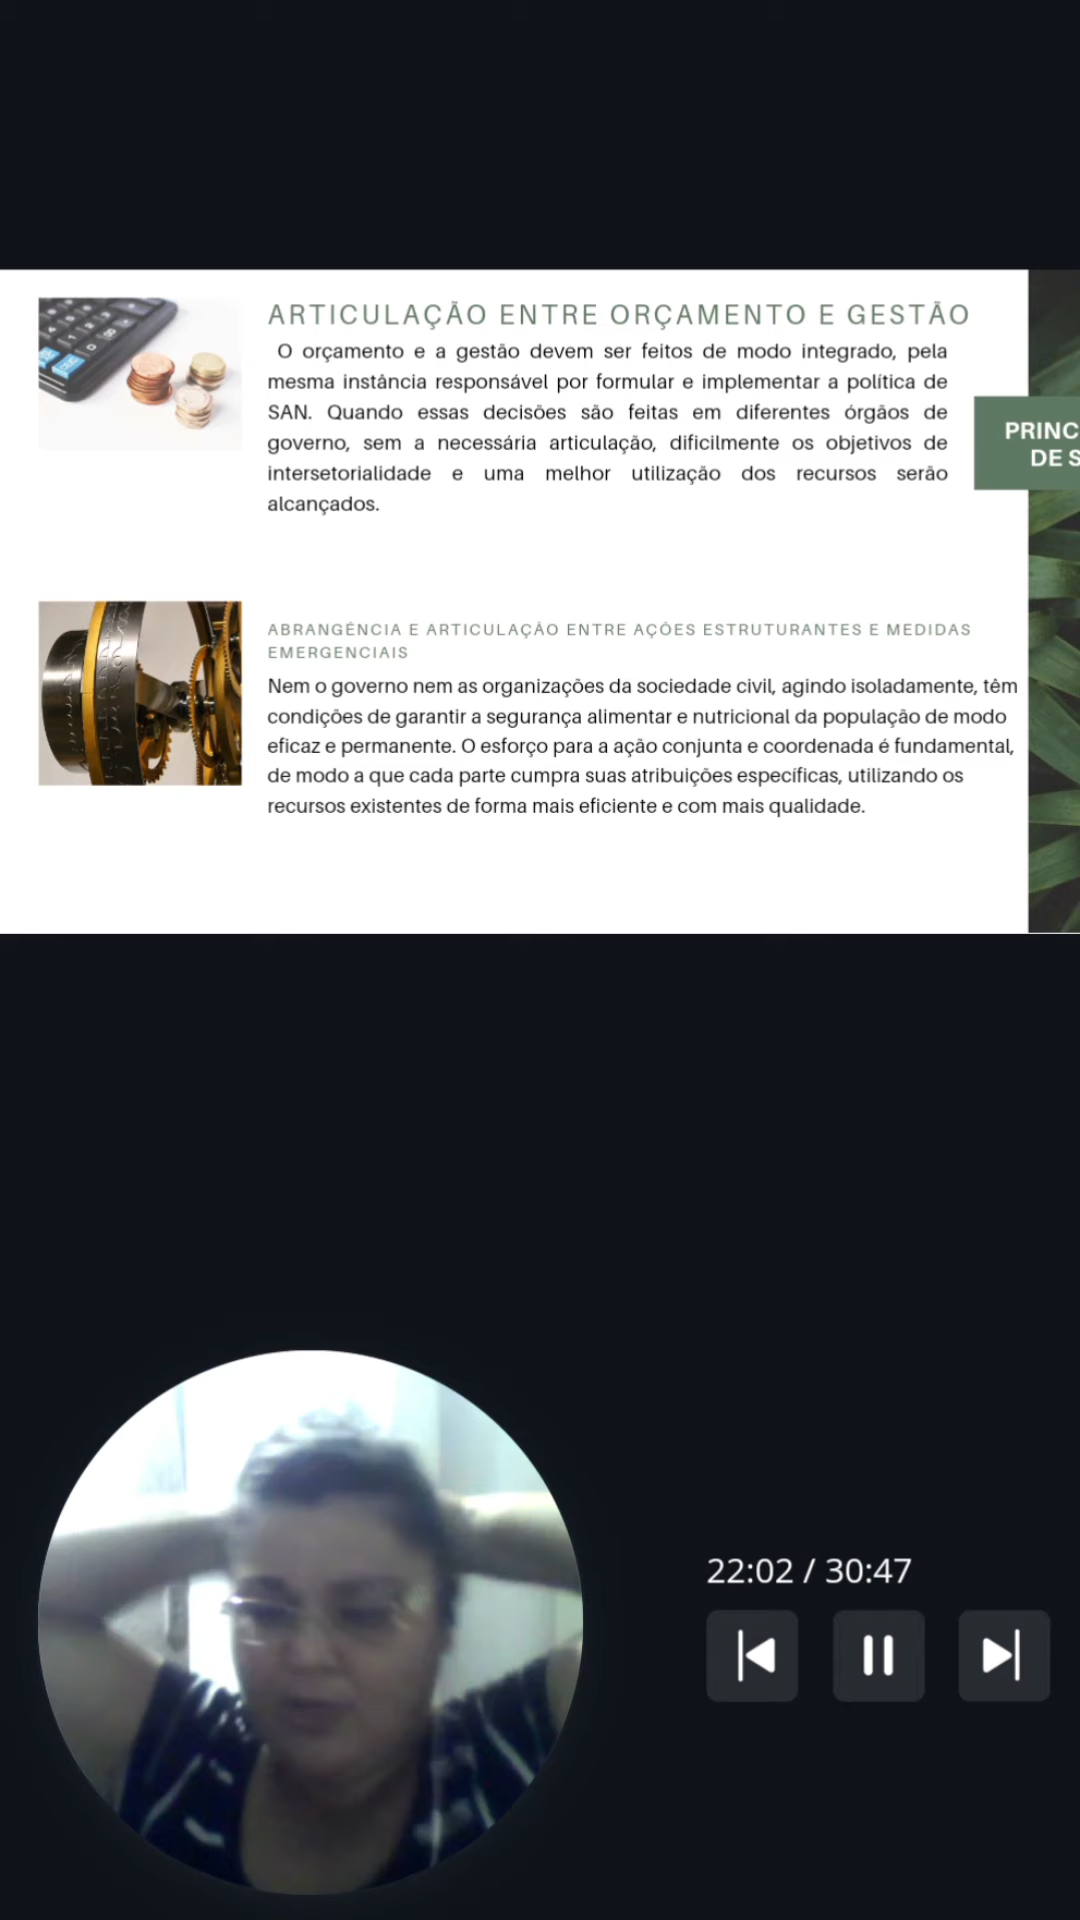 ARTICULAÇÃO ENTRE ORÇAMENTO E GESTÃO
O orçamento e a gestão devem ser feitos de modo integrado, pela
mesma instância responsável por formular e implementar a política de
SAN. Quando essas decisões são feitas em diferentes órgãos de
governo, sem a necessária articulação, dificilmente os objetivos de
intersetorialidade e uma melhor utilização dos recursos serão
alcançados.
PRINC
DE S
ABRANGÊNCIA E ARTICULAÇÃO ENTRE AÇÕES ESTRUTURANTES E MEDIDAS
EMERGENCIAIS
Nem o governo nem as organizações da sociedade civil, agindo isoladamente, têm
condições de garantir a segurança alimentar e nutricional da população de modo
eficaz e permanente. O esforço para a ação conjunta e coordenada é fundamental,
de modo a que cada parte cumpra suas atribuições específicas, utilizando os
recursos existentes de forma mais eficiente e com mais qualidade.
22:02 / 30:47